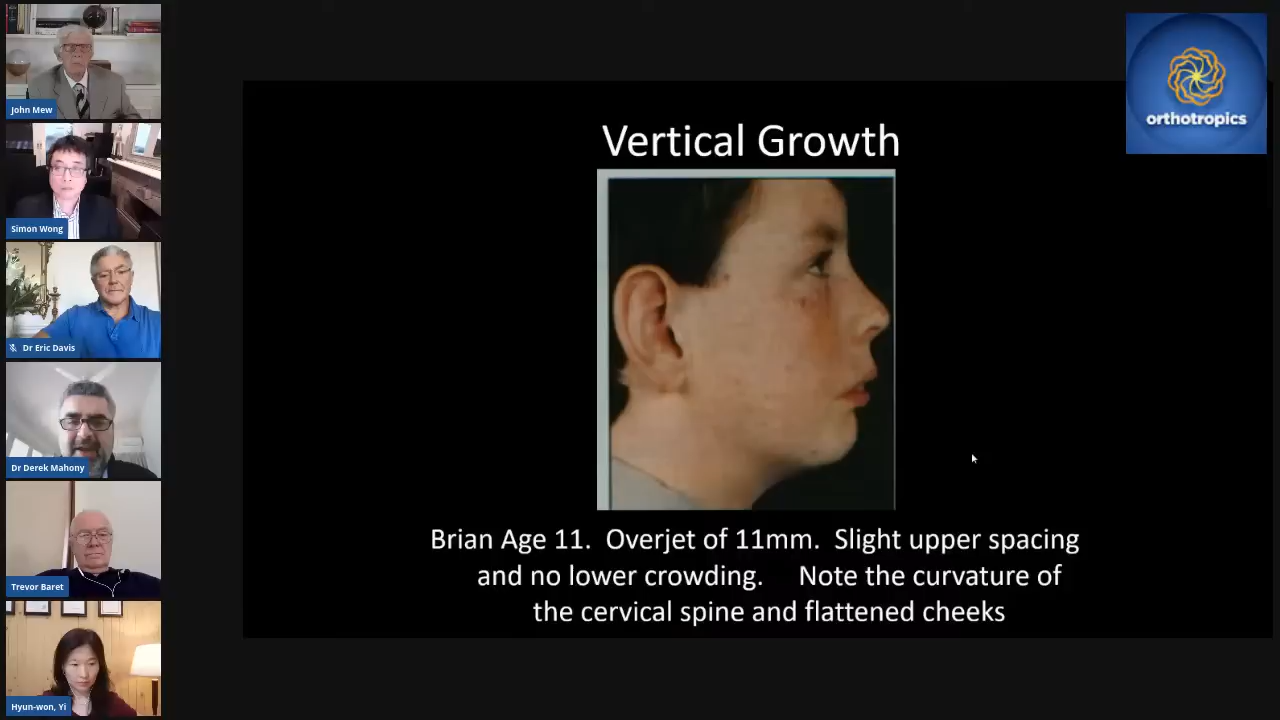 John Mew
Simon Wong
Dr Eric Davis
Dr Derek Mahony
Trevor Baret
Hyun-won, Yi
Vertical Growth
Brian Age 11. Overjet of 11mm. Slight upper spacing
and no lower crowding. Note the curvature of
the cervical spine and flattened cheeks
orthotropics